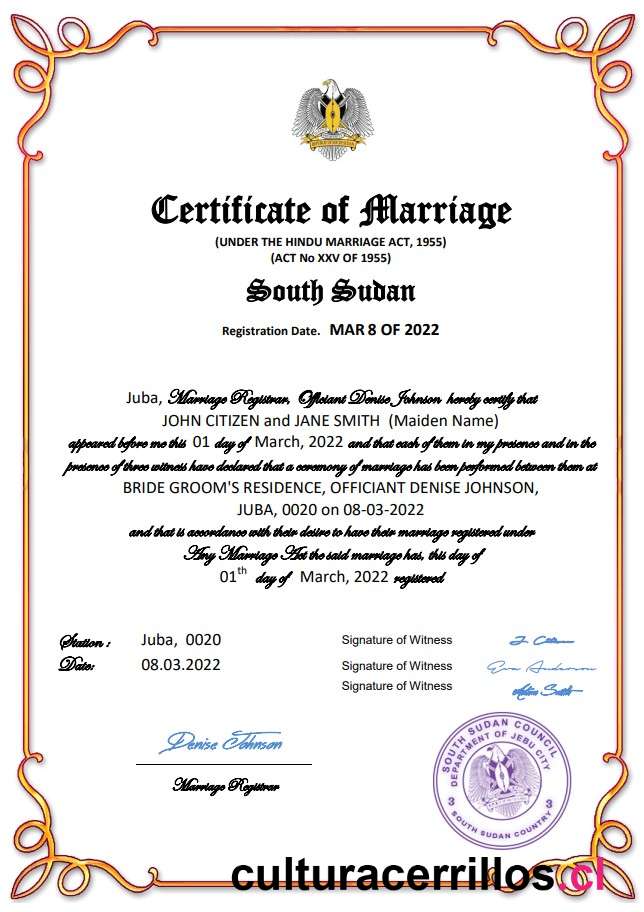 Certificate of Marriage
(UNDER THE HINDU MARRIAGE ACT, 1955)
(ACT No XXV OF 1955)
South Sudan
Registration Date. MAR 8 OF 2022
Juba, Marriage Registrar, Officiant Denise Johnson hereby certify that
JOHN CITIZEN and JANE SMITH (Maiden Name)
appeared before me this 01 day of March, 2022 and that each of them in my presence and in the
presence of three witness have declared that a ceremony of marriage has been performed between them at
BRIDE GROOM'S RESIDENCE, OFFICIANT DENISE JOHNSON,
JUBA, 0020 on 08-03-2022
and that is accordance with their desire to have their marriage registered under
Any Marriage Act the said marriage has, this day of
01th day of March, 2022 registered
Station : Juba, 0020
Date: 08.03.2022
Signature of Witness J. Citizen
Signature of Witness Eva Anderson
Signature of Witness Smith
Denise Johnson
Marriage Registrar
SOUTH SUDAN COUNCIL
DEPARTMENT OF JEBU CITY
3 3
SOUTH SUDAN COUNTRY
culturacerrillos.cl